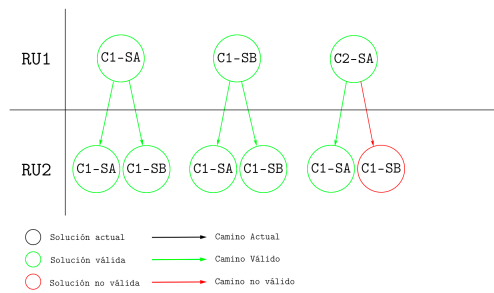 RU1 C1-SA C1-SB C2-SA
RU2 C1-SA C1-SB C1-SA C1-SB C1-SA C1-SB
Solución actual Camino Actual
Solución válida Camino Válido
Solución no válida Camino no válido